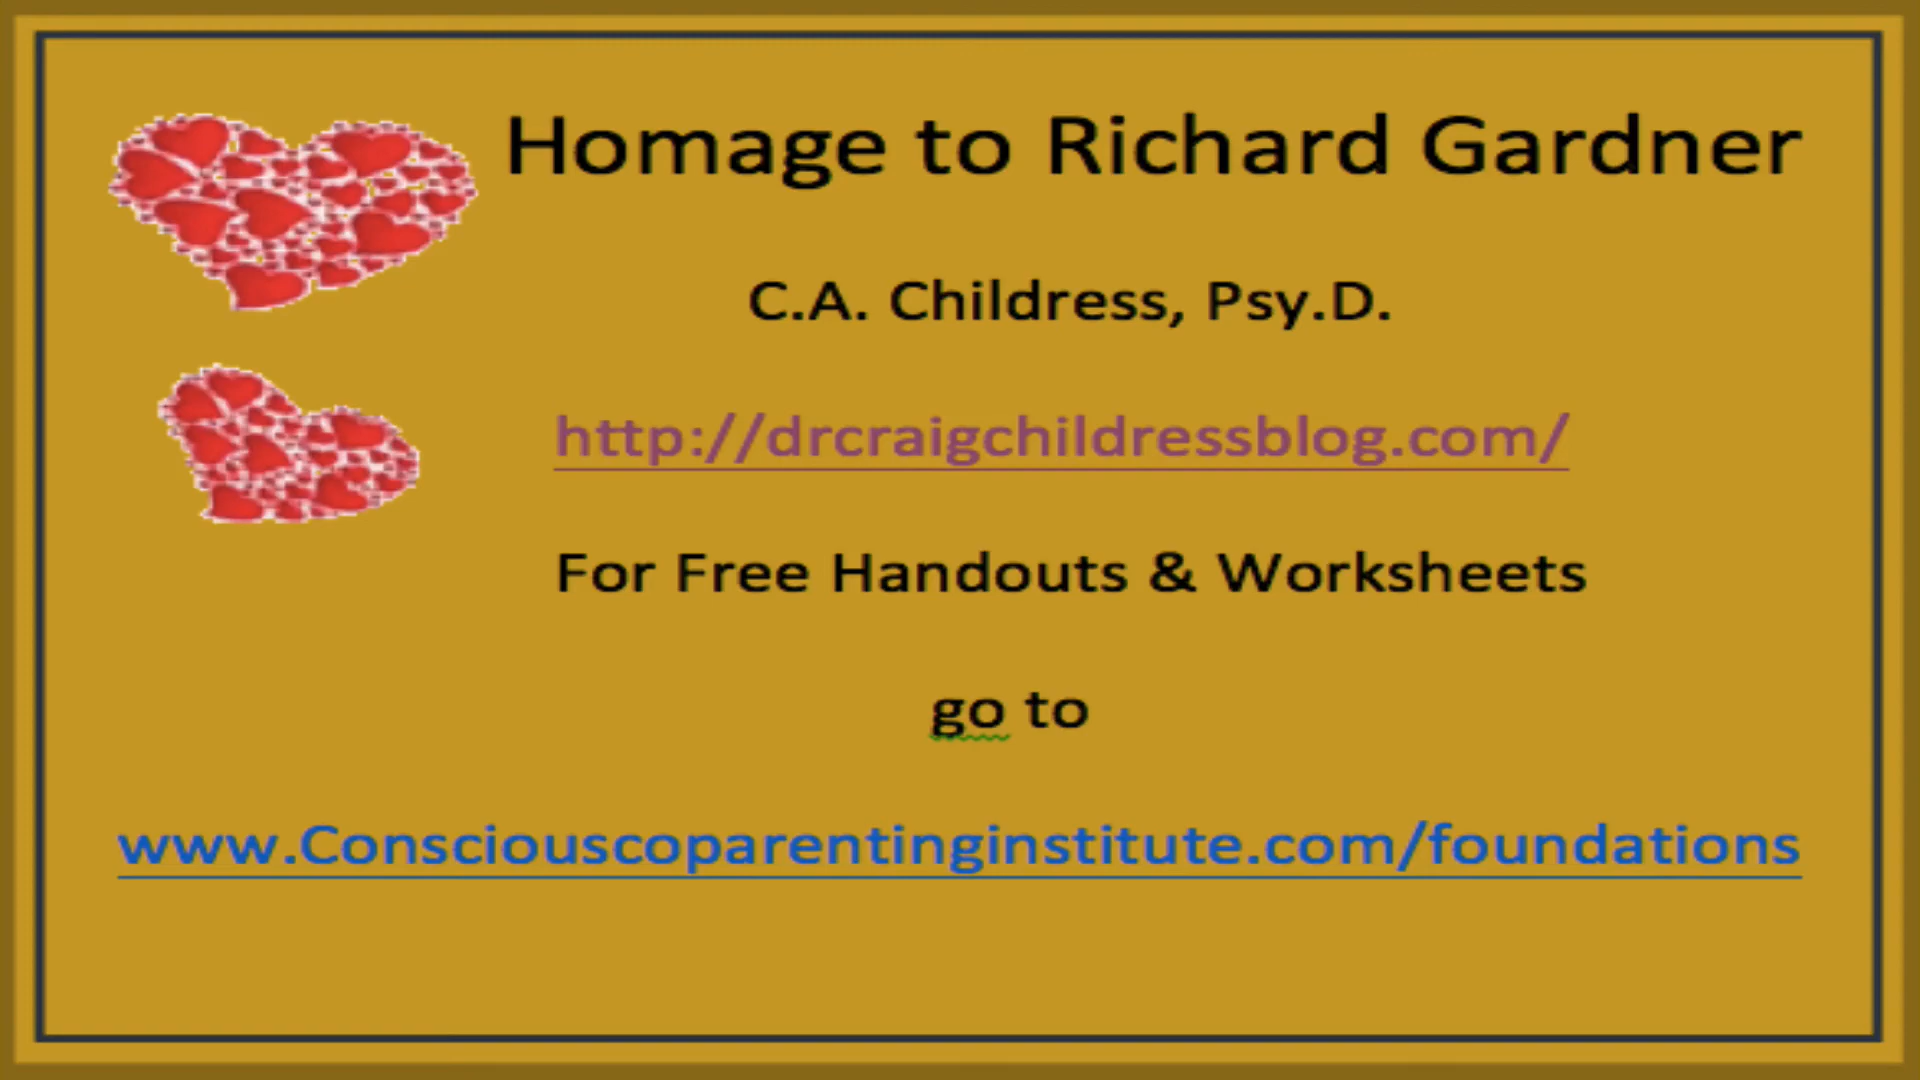 Homage to Richard Gardner
C.A. Childress, Psy.D.
http://drcraigchildressblog.com/
For Free Handouts & Worksheets
go to
www.Consciouscoparentinginstitute.com/foundations